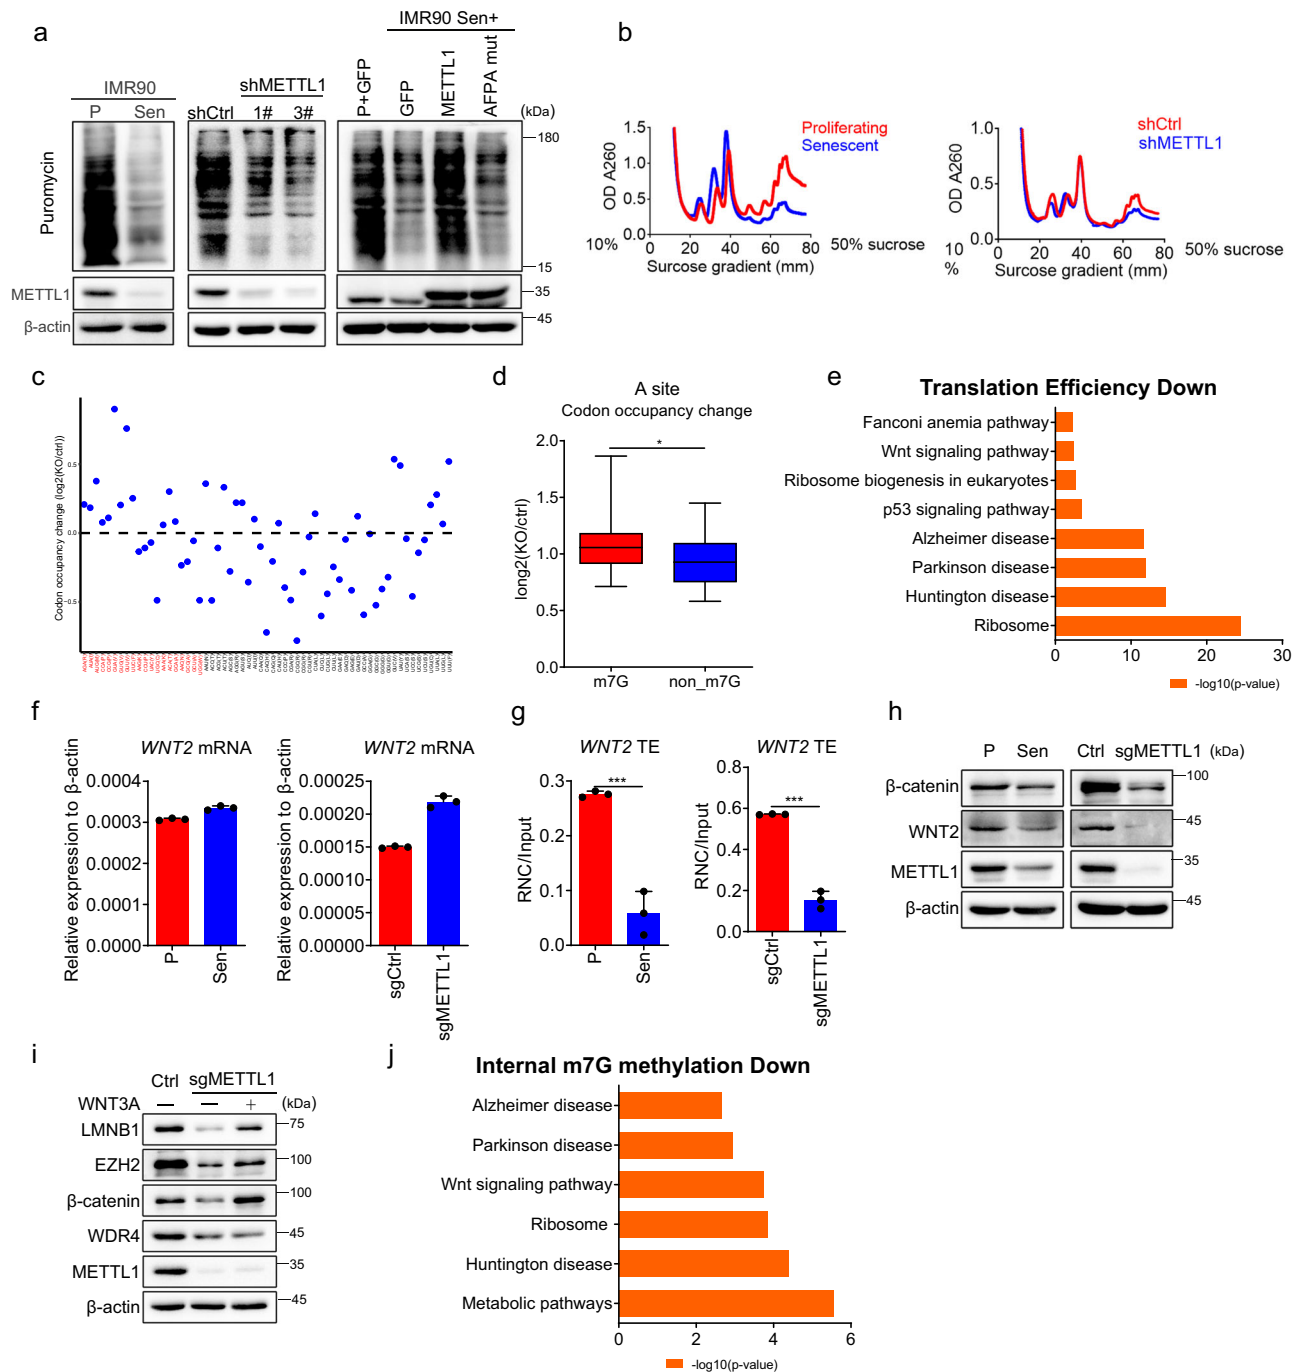 a
IMR90
P Sen
shMETTL1
shCtrl 1# 3#
IMR90 Sen+
P+GFP
GFP
METTL1
AFPA mut
(kDa)
180
15
35
45
Puromycin
METTL1
β-actin
b
1.5
1.0
0.5
0.0
OD A260
Proliferating
Senescent
0 20 40 60 80
10%
50% sucrose
Surcose gradient (mm)
1.0
0.5
0.0
OD A260
shCtrl
shMETTL1
0 20 40 60 80
10
%
50% sucrose
Surcose gradient (mm)
c
Codon occupancy change (log2(KO/ctrl))
0.5
0.0
−0.5
d
A site
Codon occupancy change
*
long2(KO/ctrl)
2.0
1.5
1.0
0.5
0.0
m7G non_m7G
e
Translation Efficiency Down
Fanconi anemia pathway
Wnt signaling pathway
Ribosome biogenesis in eukaryotes
p53 signaling pathway
Alzheimer disease
Parkinson disease
Huntington disease
Ribosome
0 10 20 30
-log10(p-value)
f
WNT2 mRNA
Relative expression to β-actin
0.0004
0.0003
0.0002
0.0001
0.0000
P
Sen
WNT2 mRNA
Relative expression to β-actin
0.00025
0.00020
0.00015
0.00010
0.00005
0.00000
sgCtrl
sgMETTL1
g
WNT2 TE
***
RNC/Input
0.3
0.2
0.1
0.0
P
Sen
WNT2 TE
***
RNC/Input
0.8
0.6
0.4
0.2
0.0
sgCtrl
sgMETTL1
h
P Sen Ctrl sgMETTL1 (kDa)
β-catenin
100
WNT2
45
METTL1
35
β-actin
45
i
Ctrl sgMETTL1
WNT3A — — + (kDa)
LMNB1
75
EZH2
100
β-catenin
100
WDR4
45
METTL1
35
β-actin
45
j
Internal m7G methylation Down
Alzheimer disease
Parkinson disease
Wnt signaling pathway
Ribosome
Huntington disease
Metabolic pathways
0 2 4 6
-log10(p-value)